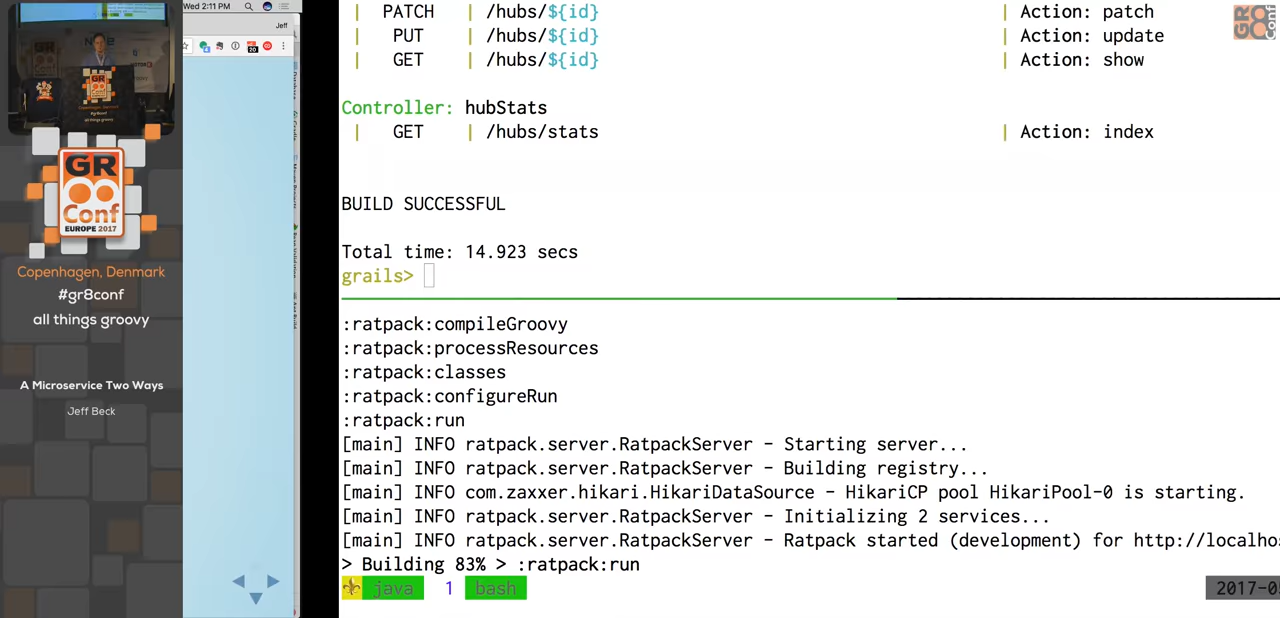 Wed 2:11 PM
Jeff
GR
Conf
EUROPE 2017
Copenhagen, Denmark
#gr8conf
all things groovy
A Microservice Two Ways
Jeff Beck
| PATCH | /hubs/${id} | Action: patch
| PUT | /hubs/${id} | Action: update
| GET | /hubs/${id} | Action: show
Controller: hubStats
| GET | /hubs/stats | Action: index
BUILD SUCCESSFUL
Total time: 14.923 secs
grails>
:ratpack:compileGroovy
:ratpack:processResources
:ratpack:classes
:ratpack:configureRun
:ratpack:run
[main] INFO ratpack.server.RatpackServer - Starting server...
[main] INFO ratpack.server.RatpackServer - Building registry...
[main] INFO com.zaxxer.hikari.HikariDataSource - HikariCP pool HikariPool-0 is starting.
[main] INFO ratpack.server.RatpackServer - Initializing 2 services...
[main] INFO ratpack.server.RatpackServer - Ratpack started (development) for http://localho
> Building 83% > :ratpack:run
java 1 bash 2017-0